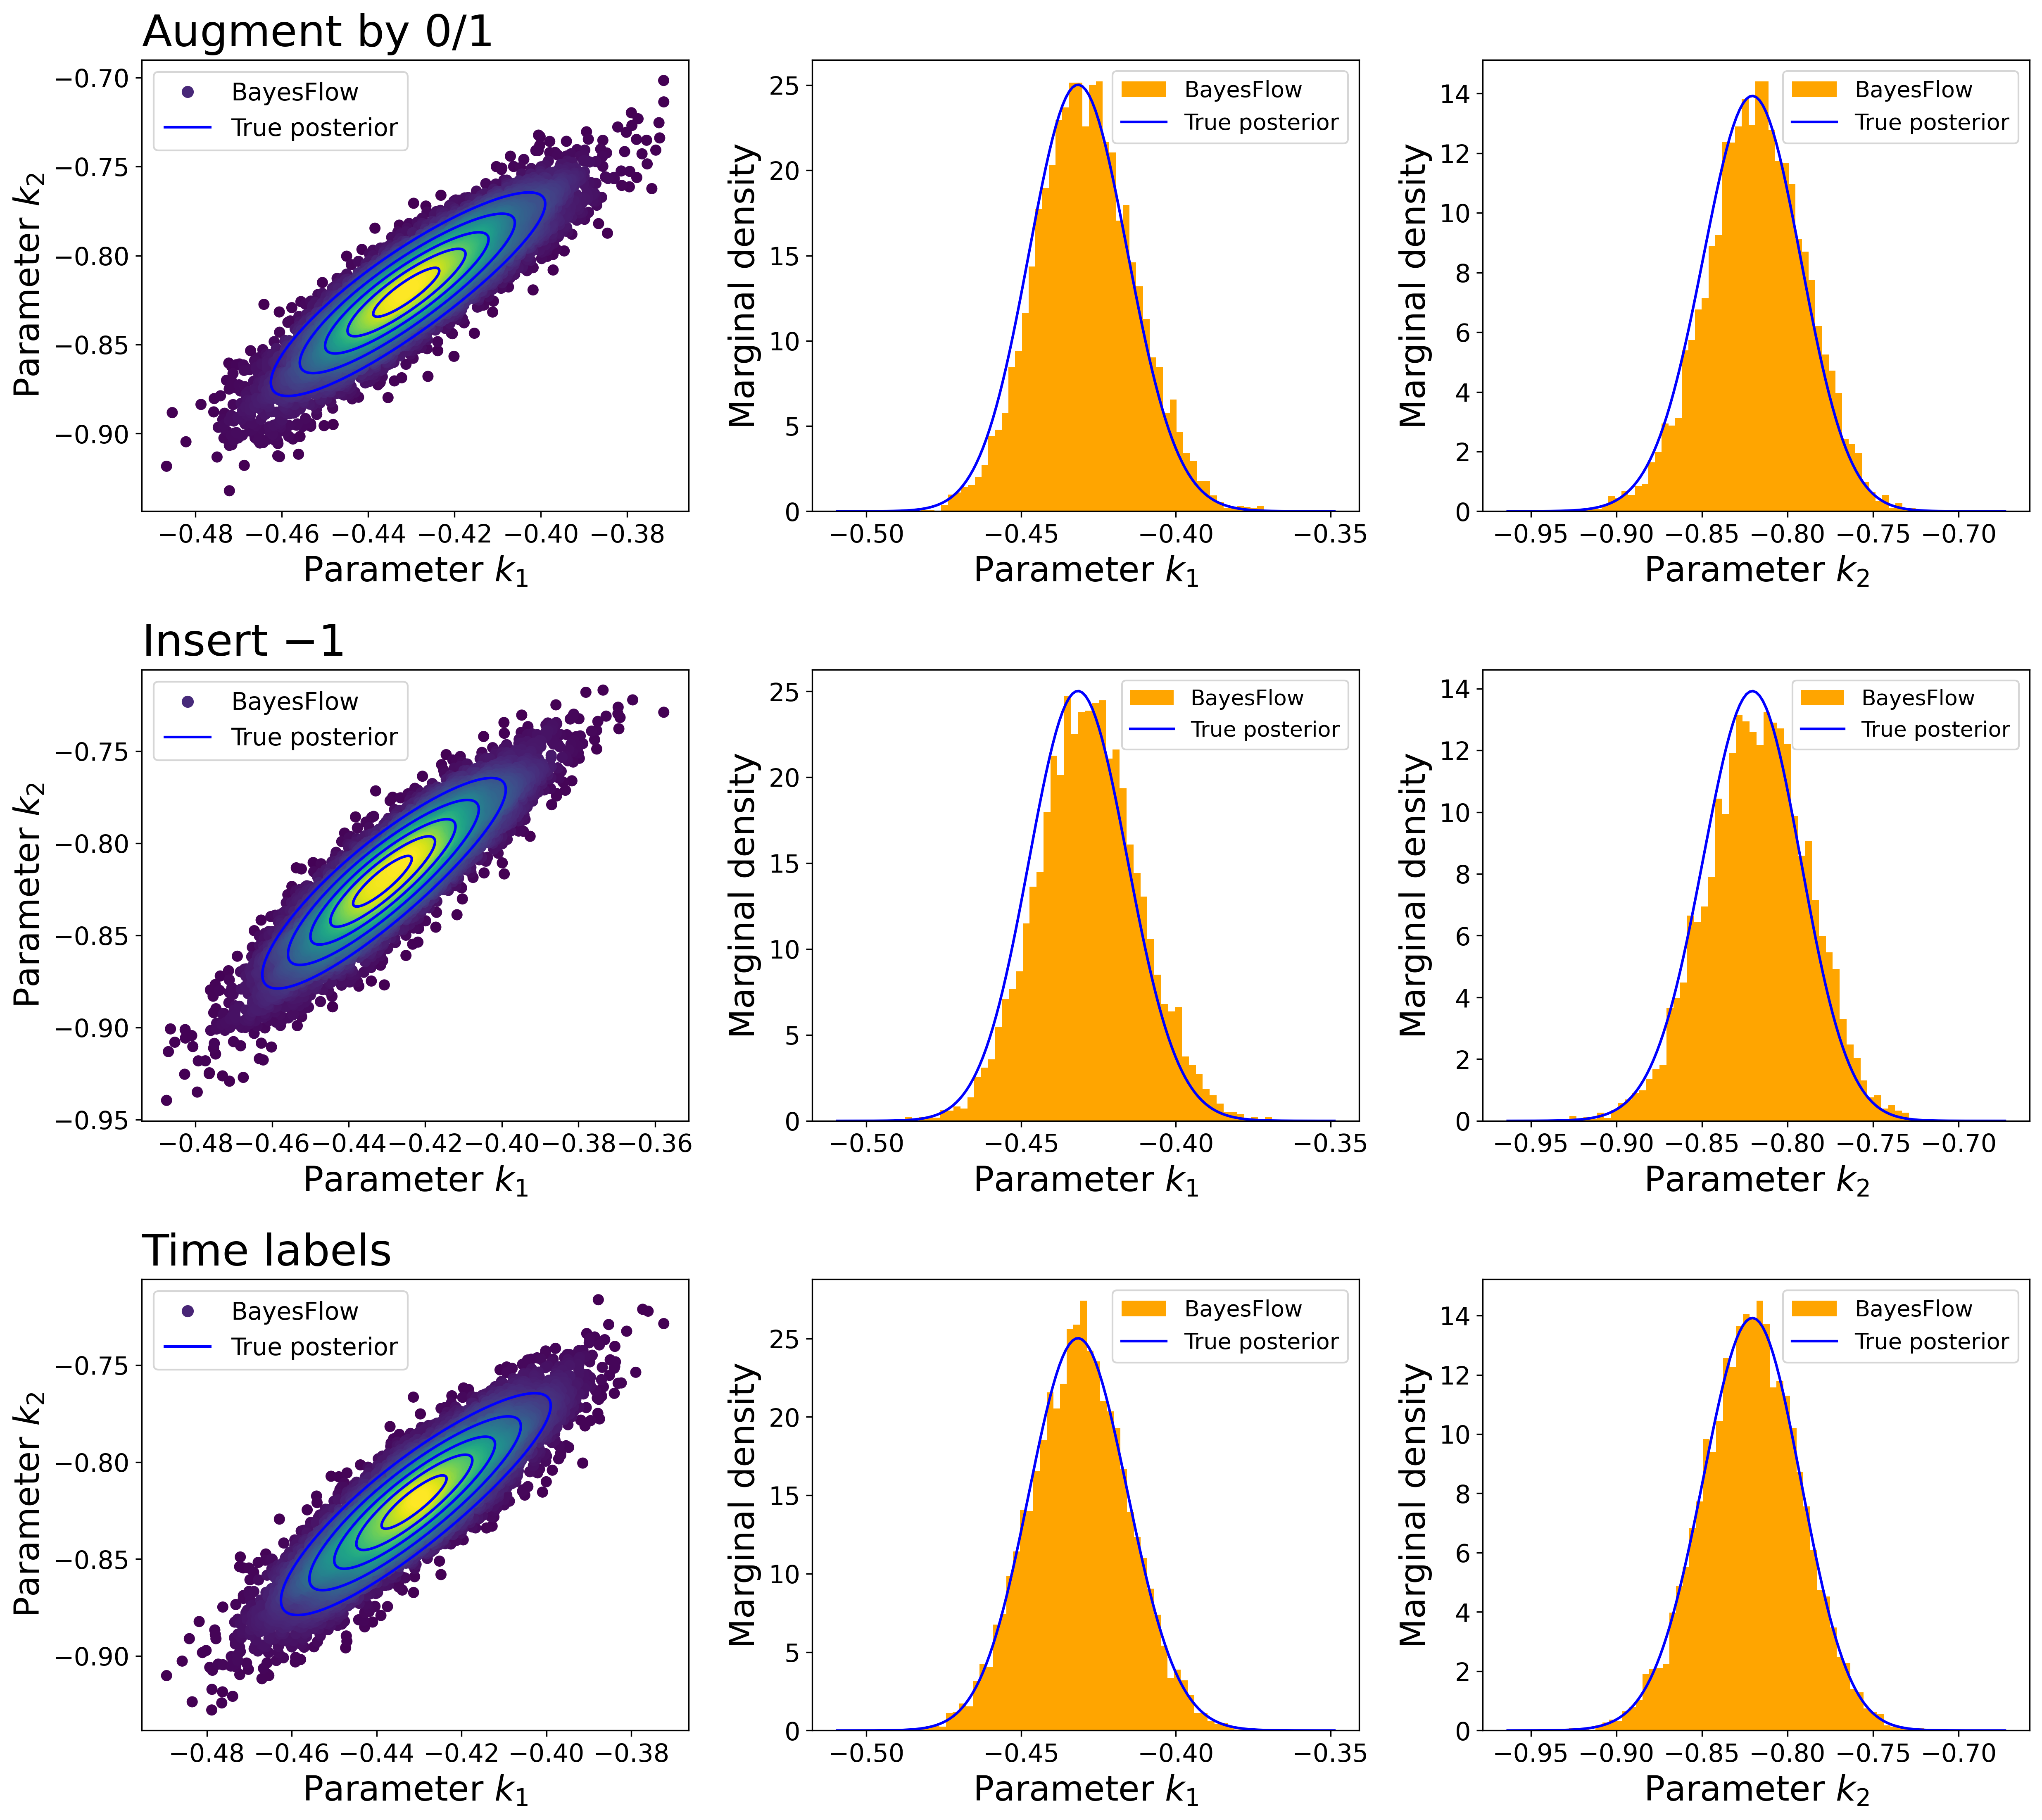 Augment by 0/1
BayesFlow
True posterior
−0.70
−0.75
−0.80
−0.85
−0.90
Parameter k₂
−0.48 −0.46 −0.44 −0.42 −0.40 −0.38
Parameter k₁
BayesFlow
True posterior
25
20
15
10
5
0
Marginal density
−0.50 −0.45 −0.40 −0.35
Parameter k₁
BayesFlow
True posterior
14
12
10
8
6
4
2
0
Marginal density
−0.95 −0.90 −0.85 −0.80 −0.75 −0.70
Parameter k₂
Insert −1
BayesFlow
True posterior
−0.75
−0.80
−0.85
−0.90
−0.95
Parameter k₂
−0.48 −0.46 −0.44 −0.42 −0.40 −0.38 −0.36
Parameter k₁
BayesFlow
True posterior
25
20
15
10
5
0
Marginal density
−0.50 −0.45 −0.40 −0.35
Parameter k₁
BayesFlow
True posterior
14
12
10
8
6
4
2
0
Marginal density
−0.95 −0.90 −0.85 −0.80 −0.75 −0.70
Parameter k₂
Time labels
BayesFlow
True posterior
−0.75
−0.80
−0.85
−0.90
Parameter k₂
−0.48 −0.46 −0.44 −0.42 −0.40 −0.38
Parameter k₁
BayesFlow
True posterior
25
20
15
10
5
0
Marginal density
−0.50 −0.45 −0.40 −0.35
Parameter k₁
BayesFlow
True posterior
14
12
10
8
6
4
2
0
Marginal density
−0.95 −0.90 −0.85 −0.80 −0.75 −0.70
Parameter k₂